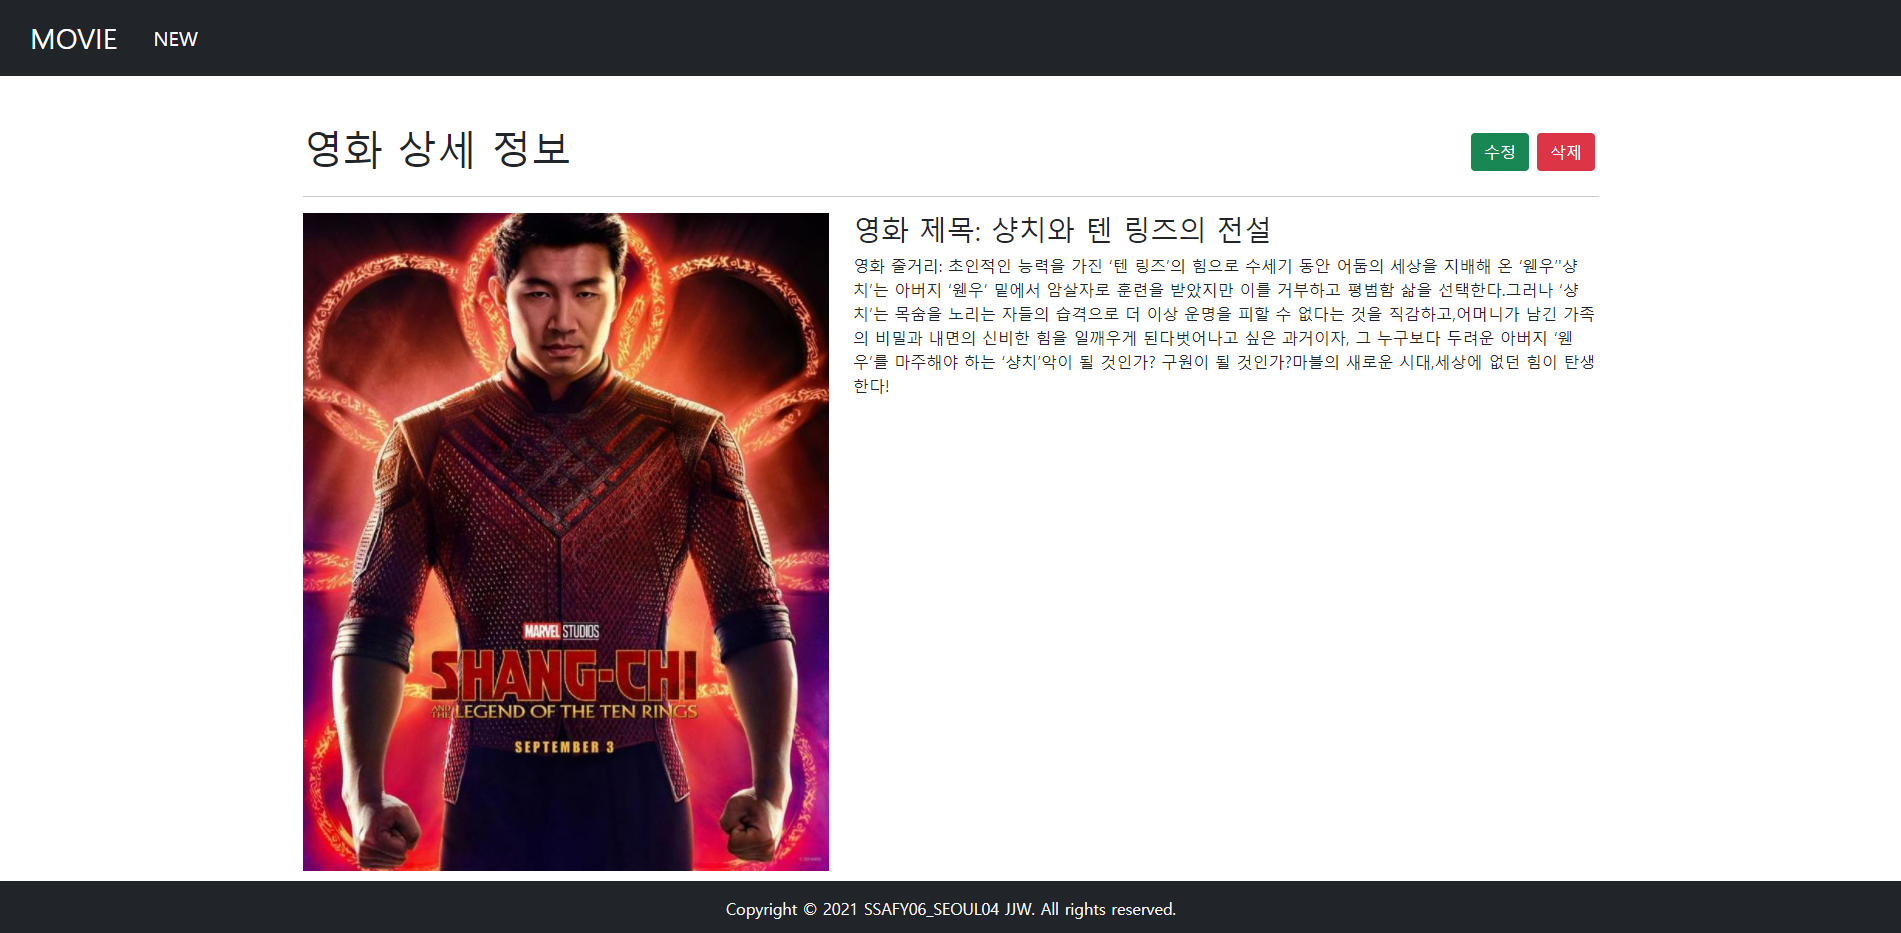 MOVIE NEW
영화 상세 정보
수정 삭제
영화 제목: 샹치와 텐 링즈의 전설
영화 줄거리: 초인적인 능력을 가진 ‘텐 링즈’의 힘으로 수세기 동안 어둠의 세상을 지배해 온 ‘웬우’‘샹
치’는 아버지 ‘웬우’ 밑에서 암살자로 훈련을 받았지만 이를 거부하고 평범함 삶을 선택한다.그러나 ‘샹
치’는 목숨을 노리는 자들의 습격으로 더 이상 운명을 피할 수 없다는 것을 직감하고,어머니가 남긴 가족
의 비밀과 내면의 신비한 힘을 일깨우게 된다벗어나고 싶은 과거이자, 그 누구보다 두려운 아버지 ‘웬
우’를 마주해야 하는 ‘샹치’악이 될 것인가? 구원이 될 것인가?마블의 새로운 시대,세상에 없던 힘이 탄생
한다!
MARVEL STUDIOS
SHANG-CHI
AND THE LEGEND OF THE TEN RINGS
SEPTEMBER 3
Copyright © 2021 SSAFY06_SEOUL04 JJW. All rights reserved.